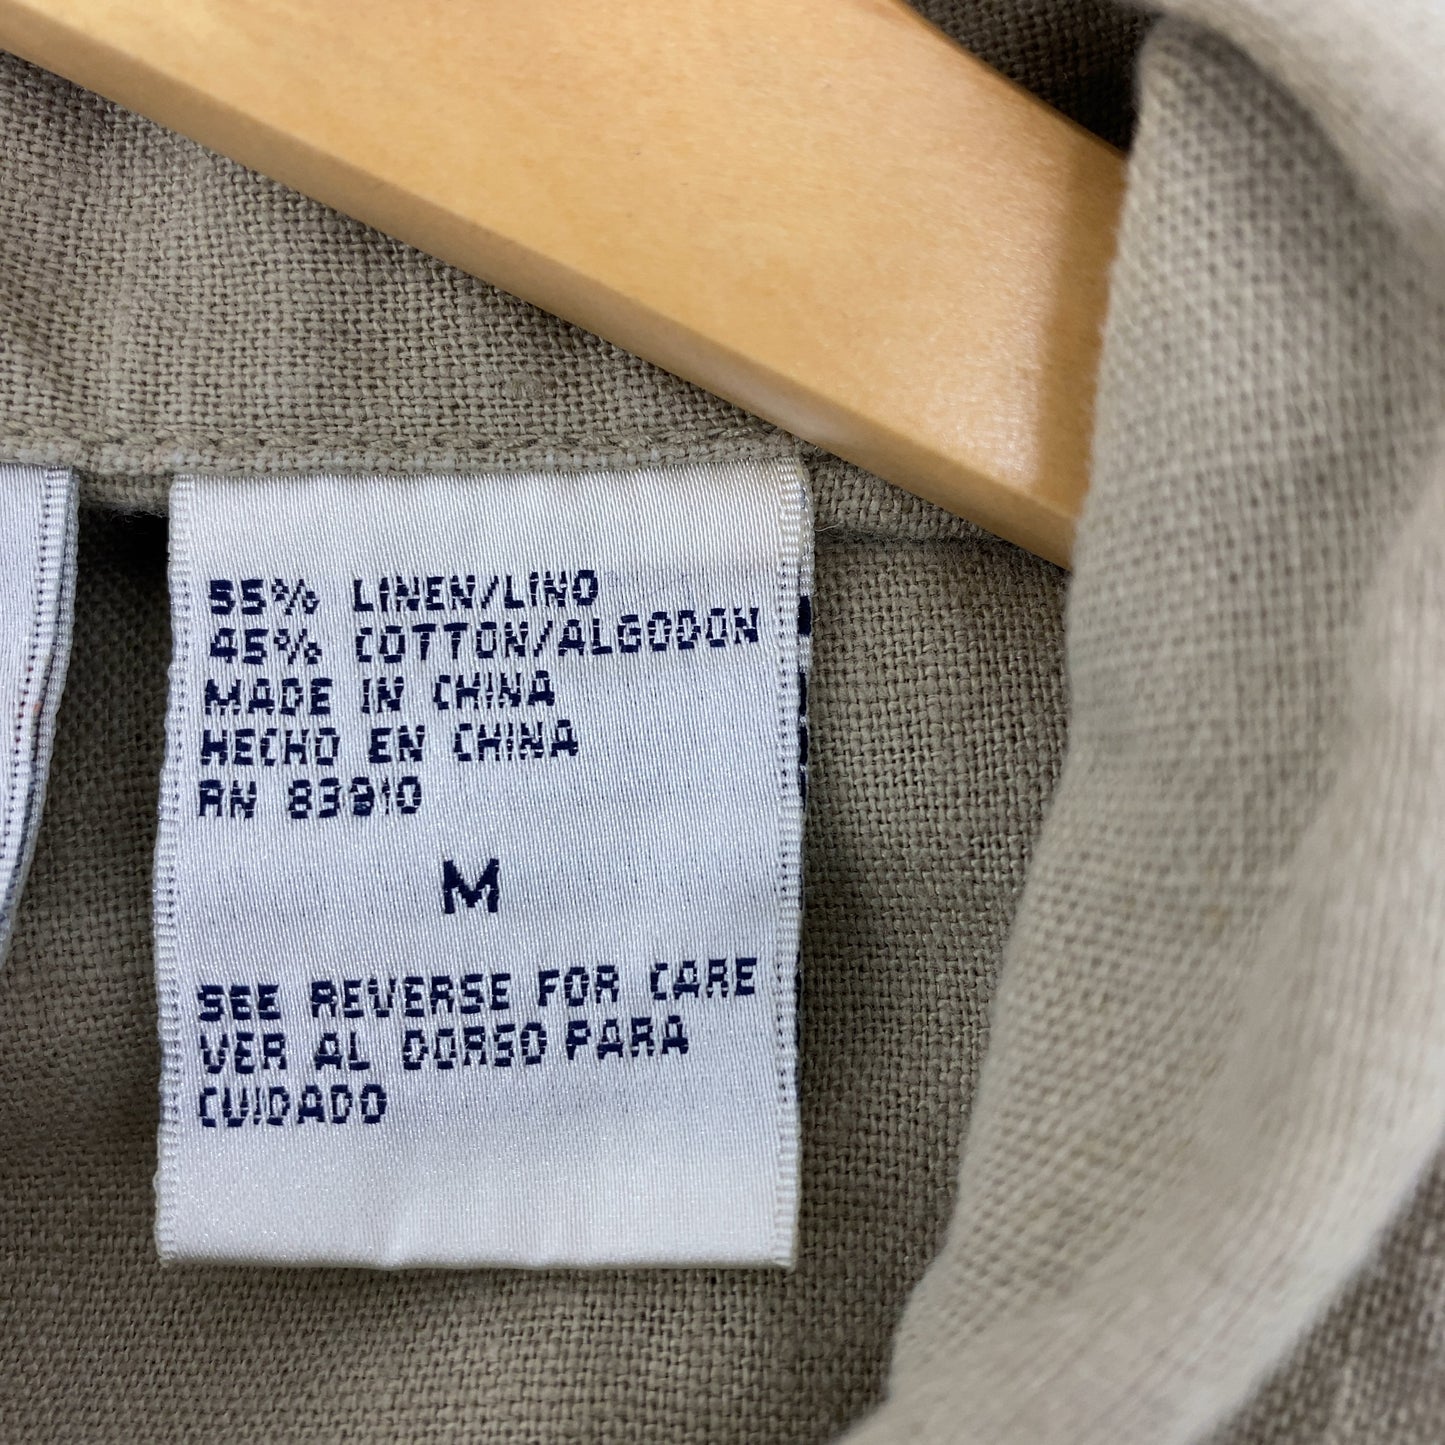 55% LINEN/LINO
45% COTTON/ALGODON
MADE IN CHINA
HECHO EN CHINA
RN 83910
M
SEE REVERSE FOR CARE
VER AL DORSO PARA
CUIDADO